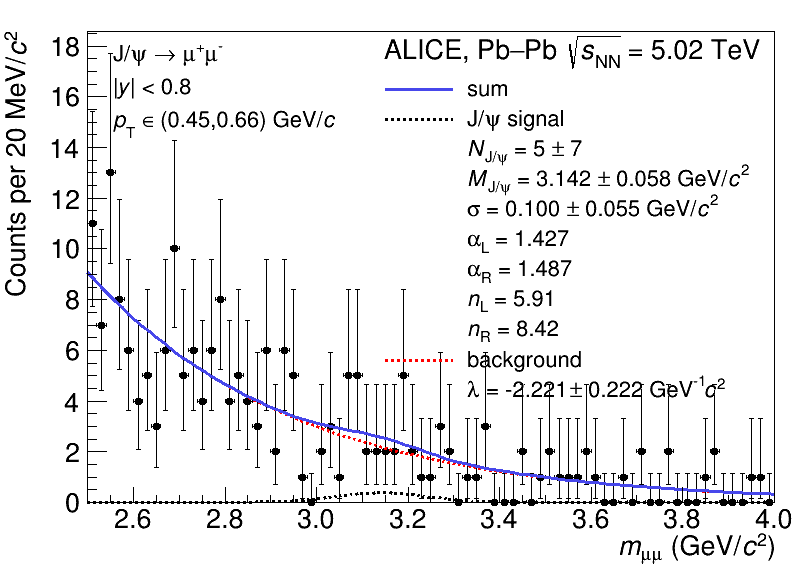 Counts per 20 MeV/c²
18
16
14
12
10
8
6
4
2
0
J/ψ → μ⁺μ⁻
|y| < 0.8
p_T ∈ (0.45,0.66) GeV/c
ALICE, Pb–Pb √s_NN = 5.02 TeV
sum
J/ψ signal
N_J/ψ = 5 ± 7
M_J/ψ = 3.142 ± 0.058 GeV/c²
σ = 0.100 ± 0.055 GeV/c²
α_L = 1.427
α_R = 1.487
n_L = 5.91
n_R = 8.42
background
λ = -2.221 ± 0.222 GeV⁻¹c²
2.6 2.8 3.0 3.2 3.4 3.6 3.8 4.0
m_μμ (GeV/c²)